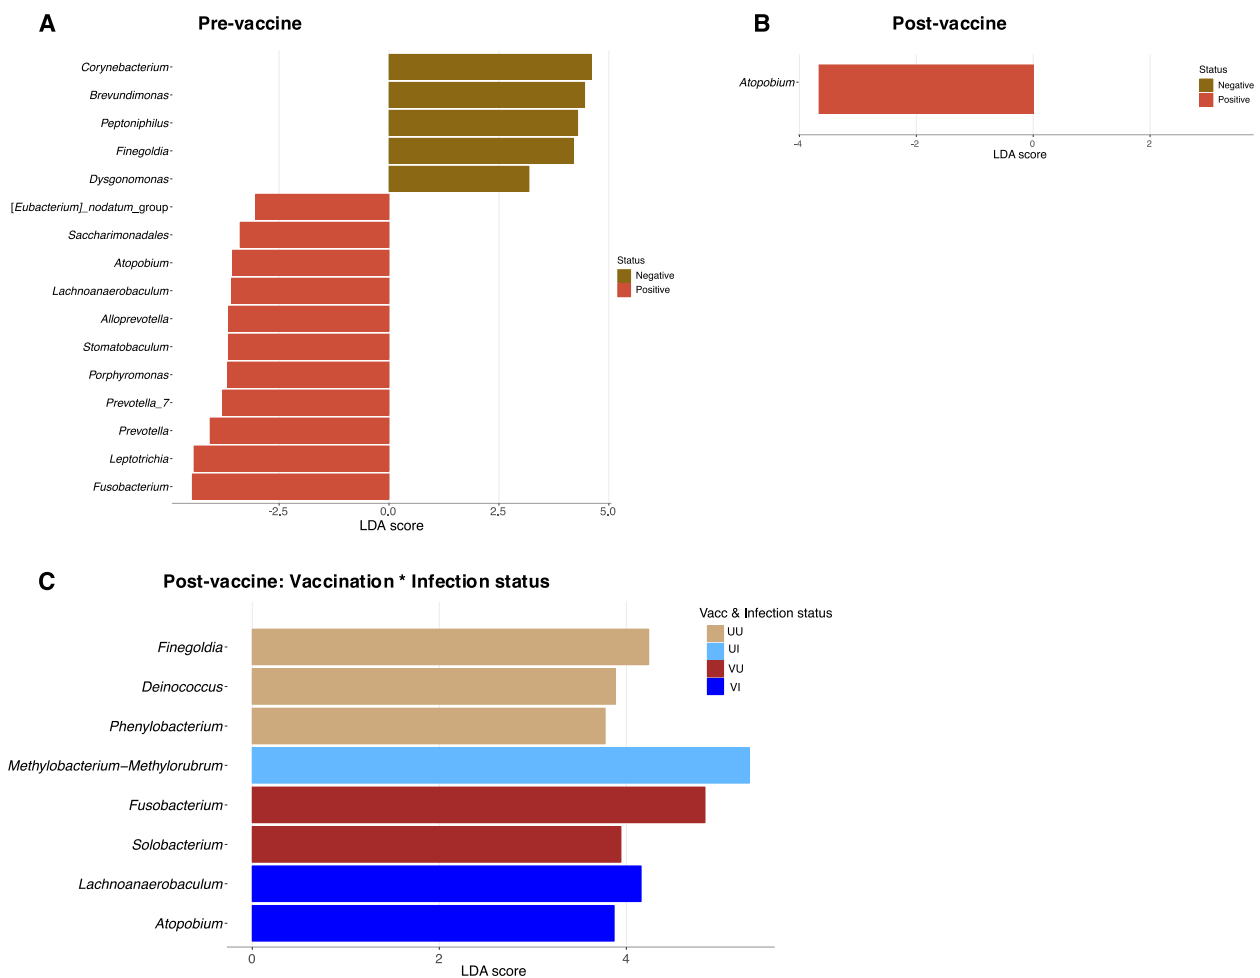 A
Pre-vaccine
Corynebacterium
Brevundimonas
Peptoniphilus
Finegoldia
Dysgonomonas
[Eubacterium]_nodatum_group
Saccharimonadales
Atopobium
Lachnoanaerobaculum
Alloprevotella
Stomatobaculum
Porphyromonas
Prevotella_7
Prevotella
Leptotrichia
Fusobacterium
-2.5 0.0 2.5 5.0
LDA score
Status
Negative
Positive
B
Post-vaccine
Atopobium
-4 -2 0 2
LDA score
Status
Negative
Positive
C
Post-vaccine: Vaccination * Infection status
Finegoldia
Deinococcus
Phenylobacterium
Methylobacterium−Methylorubrum
Fusobacterium
Solobacterium
Lachnoanaerobaculum
Atopobium
0 2 4
LDA score
Vacc & Infection status
UU
UI
VU
VI